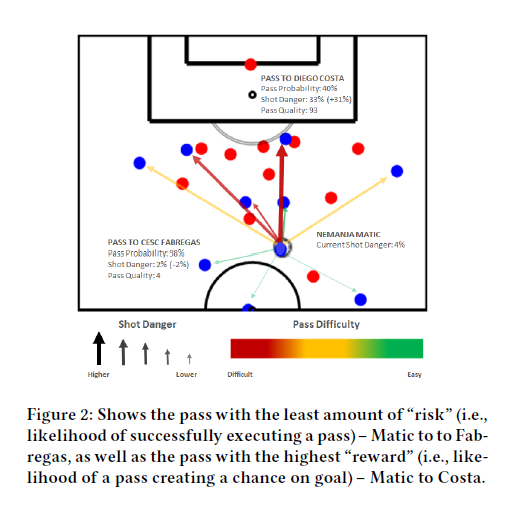 PASS TO DIEGO COSTA
Pass Probability: 40%
Shot Danger: 33% (+31%)
Pass Quality: 93
NEMANIA MATIC
Current Shot Danger: 4%
PASS TO CESC FABREGAS
Pass Probability: 98%
Shot Danger: 2% (-2%)
Pass Quality: 4
Shot Danger
Pass Difficulty
Higher
Lower
Difficult
Easy
Figure 2: Shows the pass with the least amount of “risk” (i.e.,
likelihood of successfully executing a pass) – Matic to to Fab-
regas, as well as the pass with the highest “reward” (i.e., like-
lihood of a pass creating a chance on goal) – Matic to Costa.